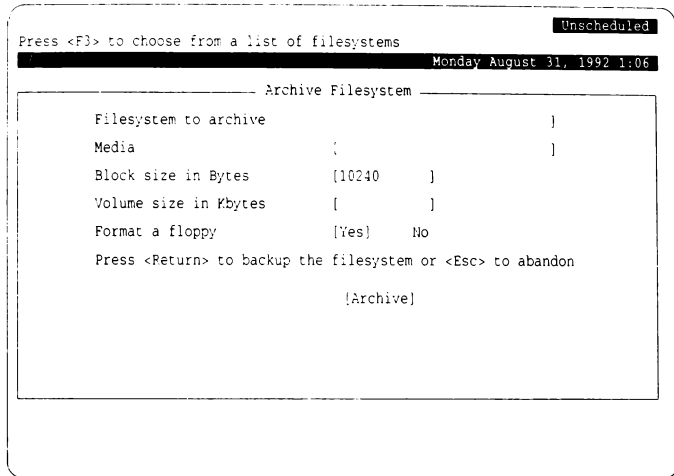 Unscheduled
Press <F3> to choose from a list of filesystems
/ Monday August 31, 1992 1:06
Archive Filesystem
Filesystem to archive ]
Media [ ]
Block size in Bytes [10240 ]
Volume size in Kbytes [ ]
Format a floppy [Yes] No
Press <Return> to backup the filesystem or <Esc> to abandon
[Archive]